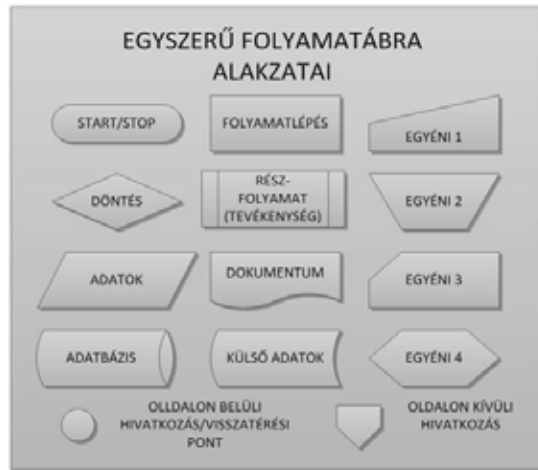 EGYSZERŰ FOLYAMATÁBRA
ALAKZATAI
START/STOP
FOLYAMATLÉPÉS
EGYÉNI 1
DÖNTÉS
RÉSZ-
FOLYAMAT
(TEVÉKENYSÉG)
EGYÉNI 2
ADATOK
DOKUMENTUM
EGYÉNI 3
ADATBÁZIS
KÜLSŐ ADATOK
EGYÉNI 4
OLLDALON BELÜLI
HIVATKOZÁS/VISSZATÉRÉSI
PONT
OLDALON KÍVÜLI
HIVATKOZÁS